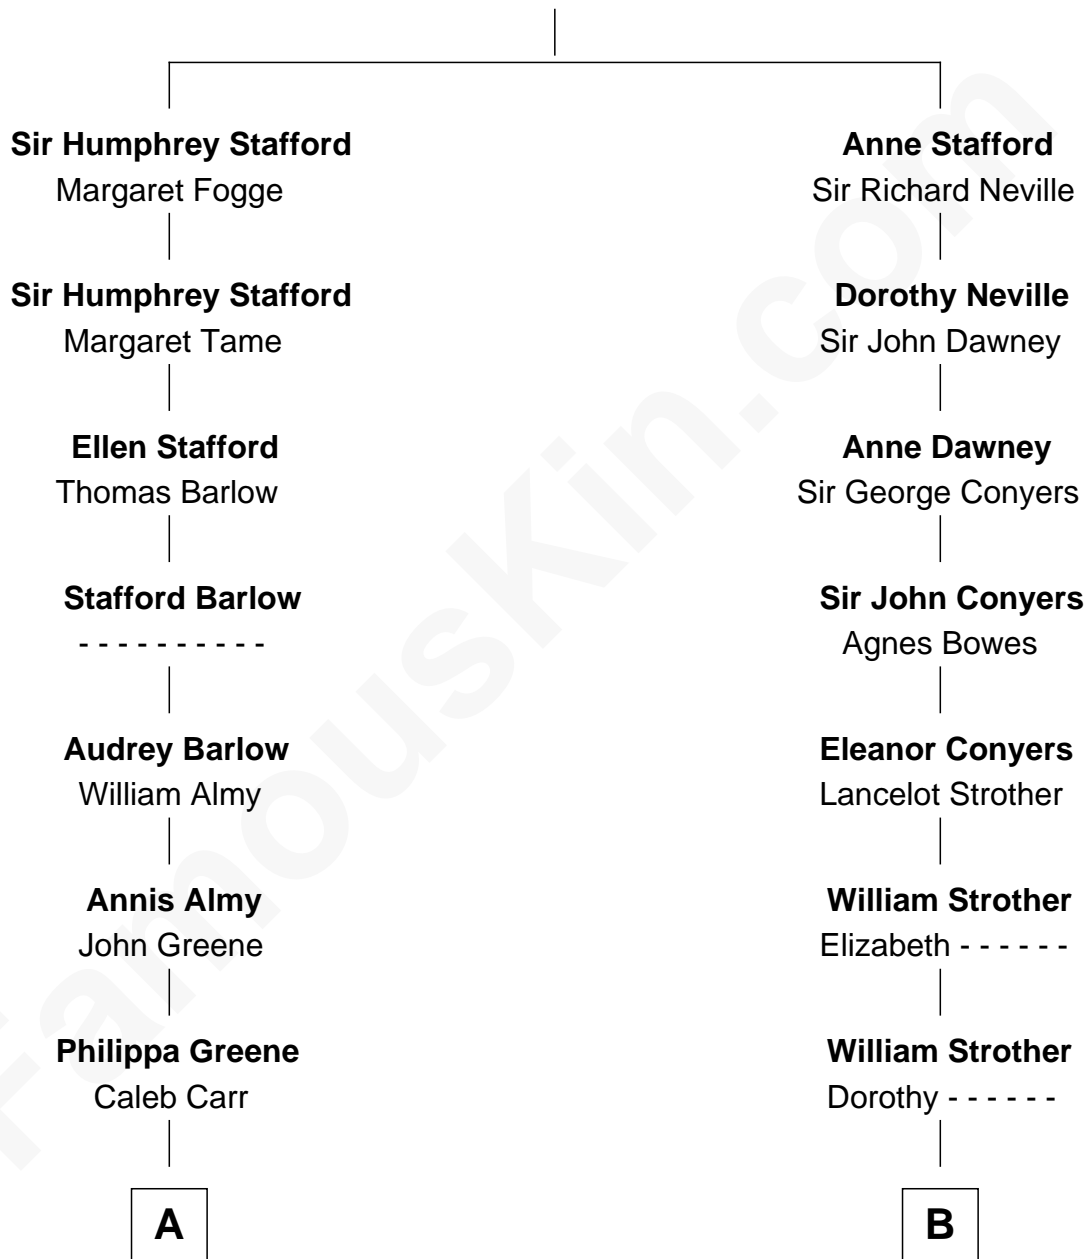 Sir Humphrey Stafford
Margaret Fogge
Anne Stafford
Sir Richard Neville
Sir Humphrey Stafford
Margaret Tame
Dorothy Neville
Sir John Dawney
Ellen Stafford
Thomas Barlow
Anne Dawney
Sir George Conyers
Stafford Barlow
- - - - - - - - - -
Sir John Conyers
Agnes Bowes
Audrey Barlow
William Almy
Eleanor Conyers
Lancelot Strother
Annis Almy
John Greene
William Strother
Elizabeth - - - - - -
Philippa Greene
Caleb Carr
William Strother
Dorothy - - - - - -
A
B
FamousKin.com